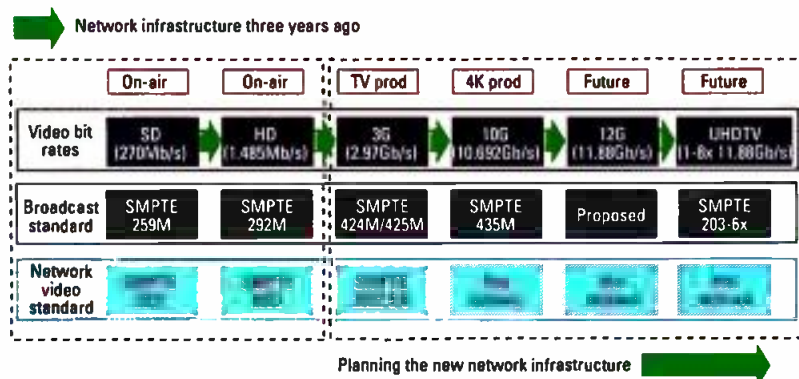 Network infrastructure three years ago
On-air On-air TV prod 4K prod Future Future
Video bit rates
SD (270Mb/s)
HD (1.485Mb/s)
3G (2.97Gb/s)
10G (10.692Gb/s)
12G (11.88Gb/s)
UHDTV (1-8x 11.88Gb/s)
Broadcast standard
SMPTE 259M
SMPTE 292M
SMPTE 424M/425M
SMPTE 435M
Proposed
SMPTE 203-6x
Network video standard
Planning the new network infrastructure